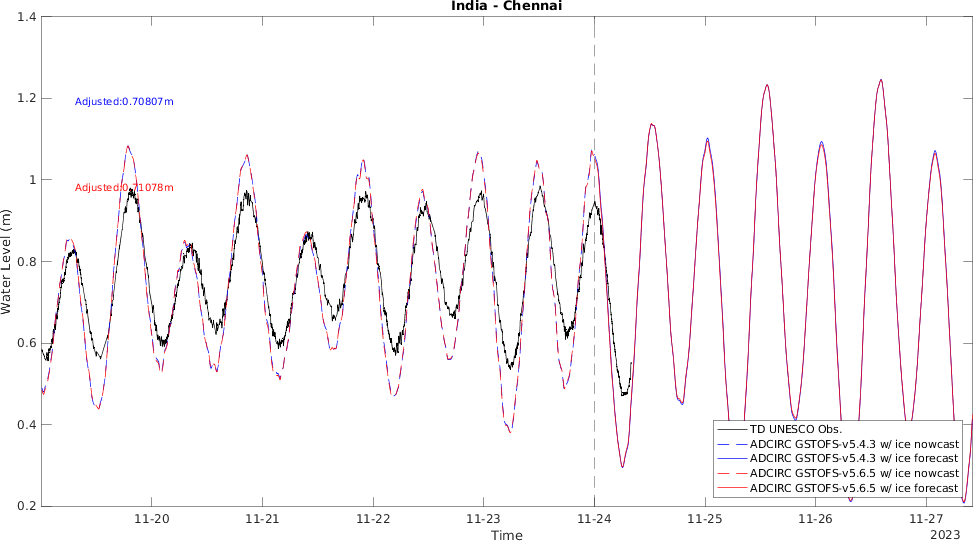 India - Chennai
1.4
1.2
1
0.8
0.6
0.4
0.2
Water Level (m)
Adjusted:0.70807m
Adjusted:0.71078m
TD UNESCO Obs.
ADCIRC GSTOFS-v5.4.3 w/ ice nowcast
ADCIRC GSTOFS-v5.4.3 w/ ice forecast
ADCIRC GSTOFS-v5.6.5 w/ ice nowcast
ADCIRC GSTOFS-v5.6.5 w/ ice forecast
11-20 11-21 11-22 11-23 11-24 11-25 11-26 11-27
Time
2023